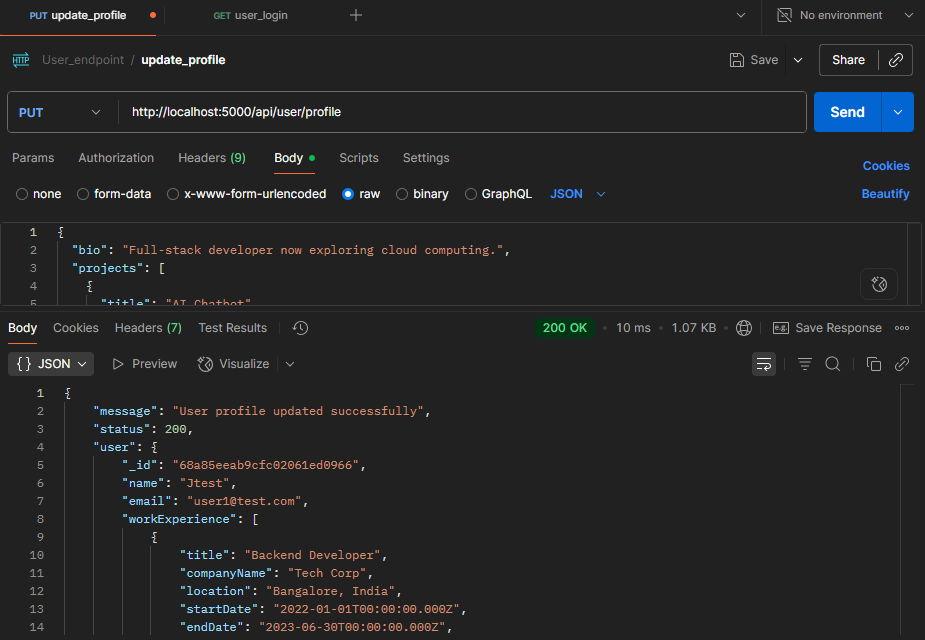 PUT update_profile GET user_login No environment
HTTP User_endpoint / update_profile Save Share
PUT http://localhost:5000/api/user/profile Send
Params Authorization Headers (9) Body Scripts Settings Cookies
none form-data x-www-form-urlencoded raw binary GraphQL JSON Beautify
1 {
2 "bio": "Full-stack developer now exploring cloud computing.",
3 "projects": [
4 {
5 "title": "AI Chatbot"
Body Cookies Headers (7) Test Results 200 OK 10 ms 1.07 KB e.g. Save Response
{} JSON Preview Visualize
1 {
2 "message": "User profile updated successfully",
3 "status": 200,
4 "user": {
5 "_id": "68a85eeab9cfc02061ed0966",
6 "name": "Jtest",
7 "email": "user1@test.com",
8 "workExperience": [
9 {
10 "title": "Backend Developer",
11 "companyName": "Tech Corp",
12 "location": "Bangalore, India",
13 "startDate": "2022-01-01T00:00:00.000Z",
14 "endDate": "2023-06-30T00:00:00.000Z",